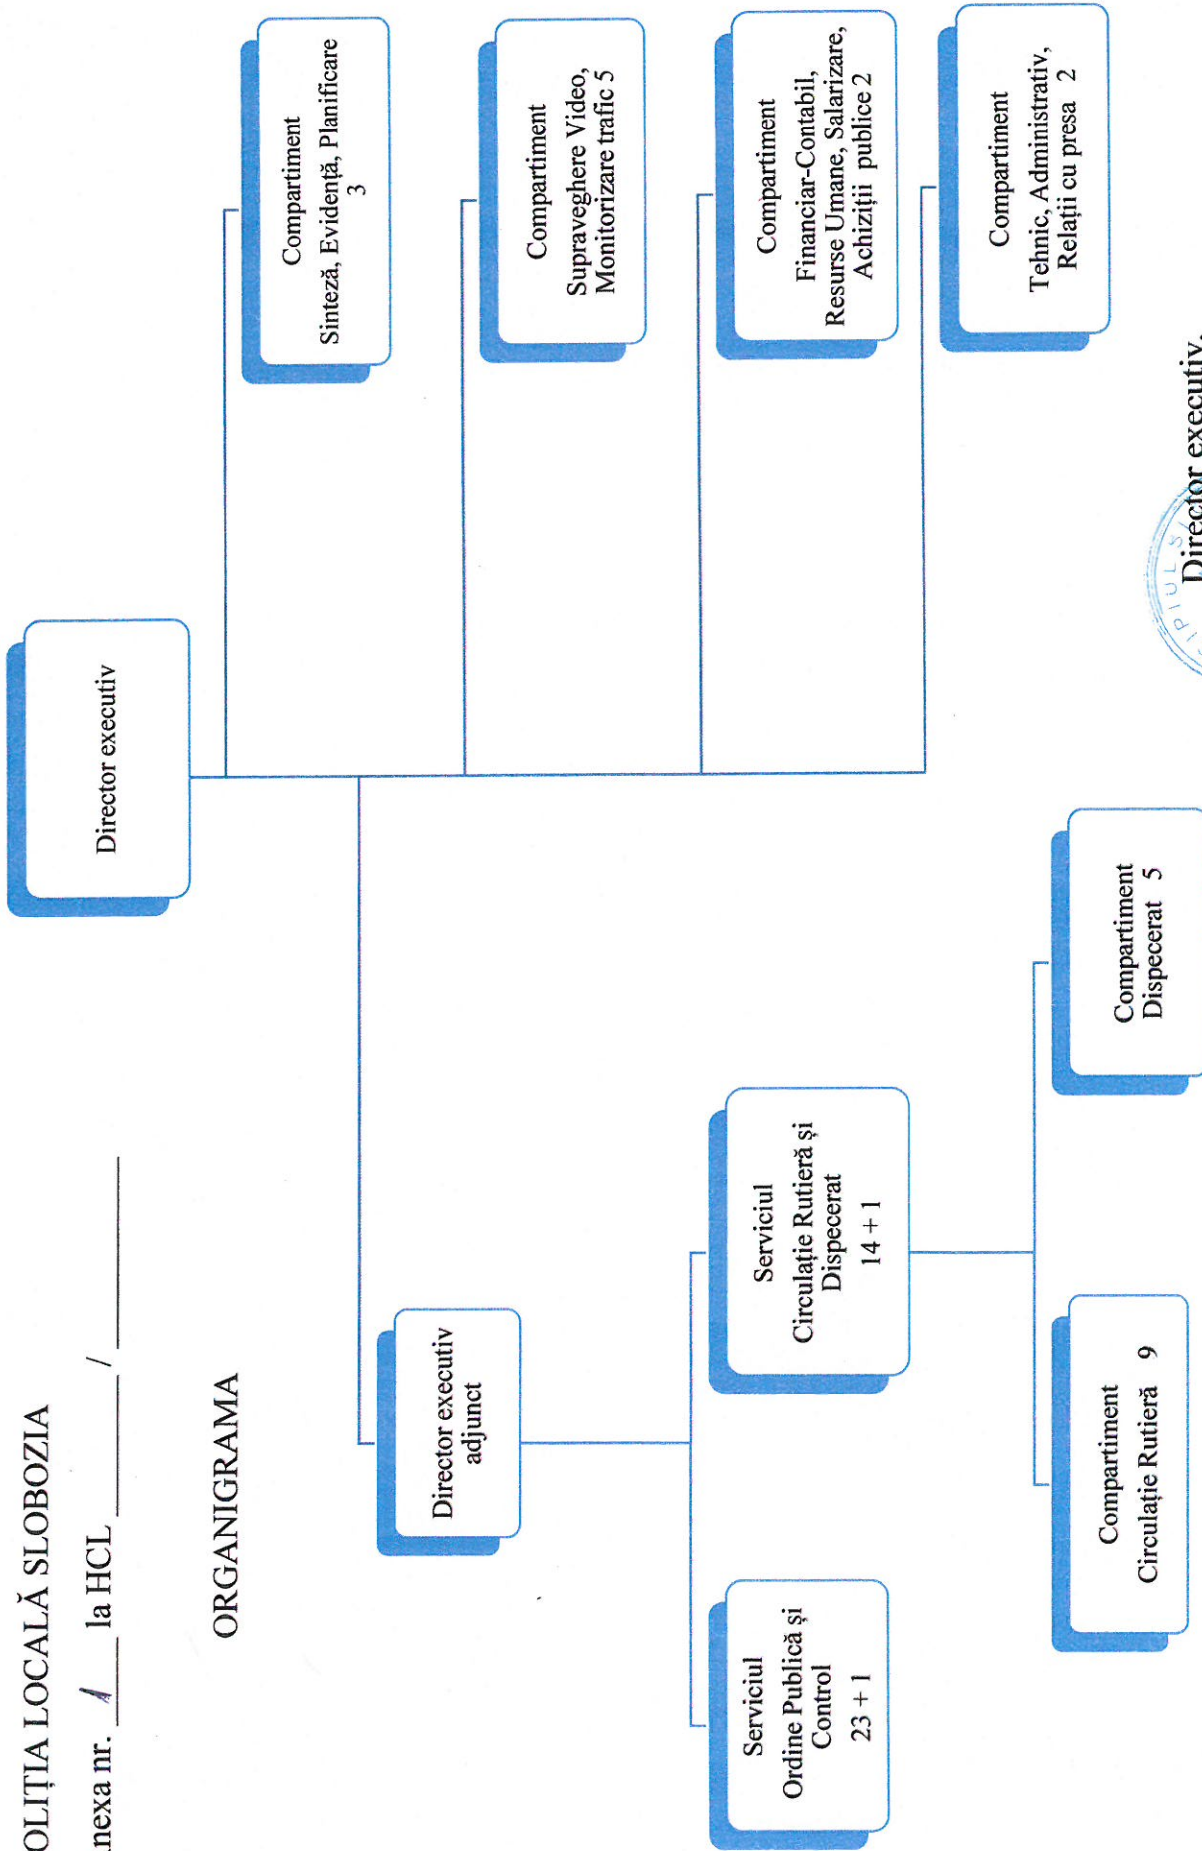 OLIȚIA LOCALĂ SLOBOZIA
nexa nr. 1 la HCL ________ / ________
ORGANIGRAMA
Director executiv
Director executiv
adjunct
Compartiment
Sinteză, Evidență, Planificare
3
Compartiment
Supraveghere Video,
Monitorizare trafic 5
Compartiment
Financiar-Contabil,
Resurse Umane, Salarizare,
Achiziții publice 2
Compartiment
Tehnic, Administrativ,
Relații cu presa 2
Serviciul
Ordine Publică și
Control
23 + 1
Serviciul
Circulație Rutieră și
Dispecerat
14 + 1
Compartiment
Circulație Rutieră 9
Compartiment
Dispecerat 5
Director executiv,